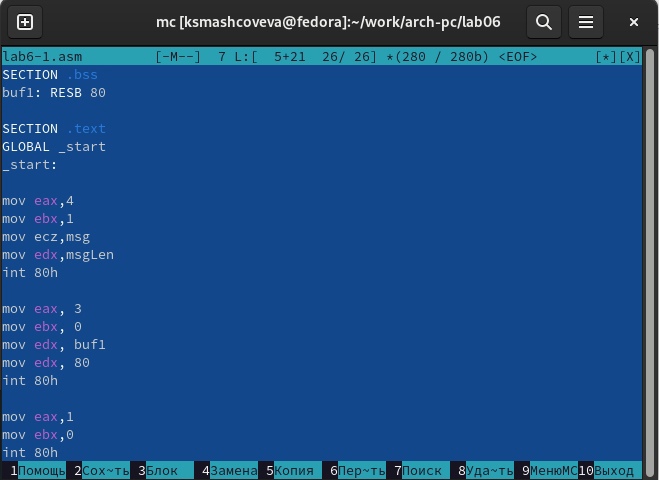 mc [ksmashcoveva@fedora]:~/work/arch-pc/lab06
lab6-1.asm [-M--] 7 L:[ 5+21 26/ 26] *(280 / 280b) <EOF> [*][X]
SECTION .bss
buf1: RESB 80
SECTION .text
GLOBAL _start
_start:
mov eax,4
mov ebx,1
mov ecz,msg
mov edx,msgLen
int 80h
mov eax, 3
mov ebx, 0
mov edx, buf1
mov edx, 80
int 80h
mov eax,1
mov ebx,0
int 80h
1Помощь 2Сох~ть 3Блок 4Замена 5Копия 6Пер~ть 7Поиск 8Уда~ть 9МенюMC 10Выход